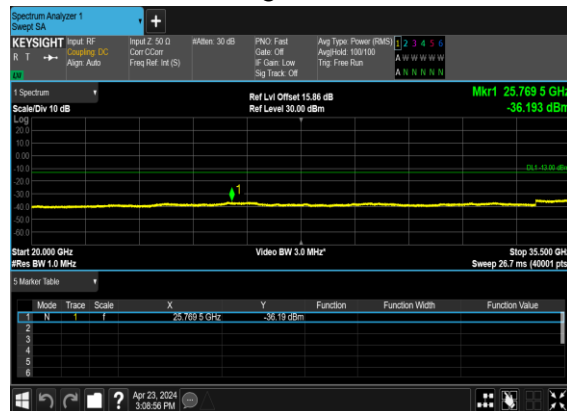 Spectrum Analyzer 1
Swept SA
KEYSIGHT Input: RF Input Z: 50 Ω #Atten: 30 dB PNO: Fast Avg Type: Power (RMS) 1 2 3 4 5 6
R T Coupling: DC Corr CCorr Gate: Off Avg|Hold: 100/100 A W W W W W
Align: Auto Freq Ref: Int (S) IF Gain: Low Trig: Free Run
Sig Track: Off A N N N N N
1 Spectrum Ref Lvl Offset 15.86 dB Mkr1 25.769 5 GHz
Scale/Div 10 dB Ref Level 30.00 dBm -36.193 dBm
Log
20.0
10.0
0.00
-10.0
DL1 -13.00 dBm
-20.0
-30.0
1
-40.0
-50.0
-60.0
Start 20.000 GHz Video BW 3.0 MHz* Stop 35.500 GHz
#Res BW 1.0 MHz Sweep 26.7 ms (40001 pts)
5 Marker Table
Mode Trace Scale X Y Function Function Width Function Value
1 N 1 f 25.769 5 GHz -36.19 dBm
2
3
4
5
6
? Apr 23, 2024
3:08:56 PM